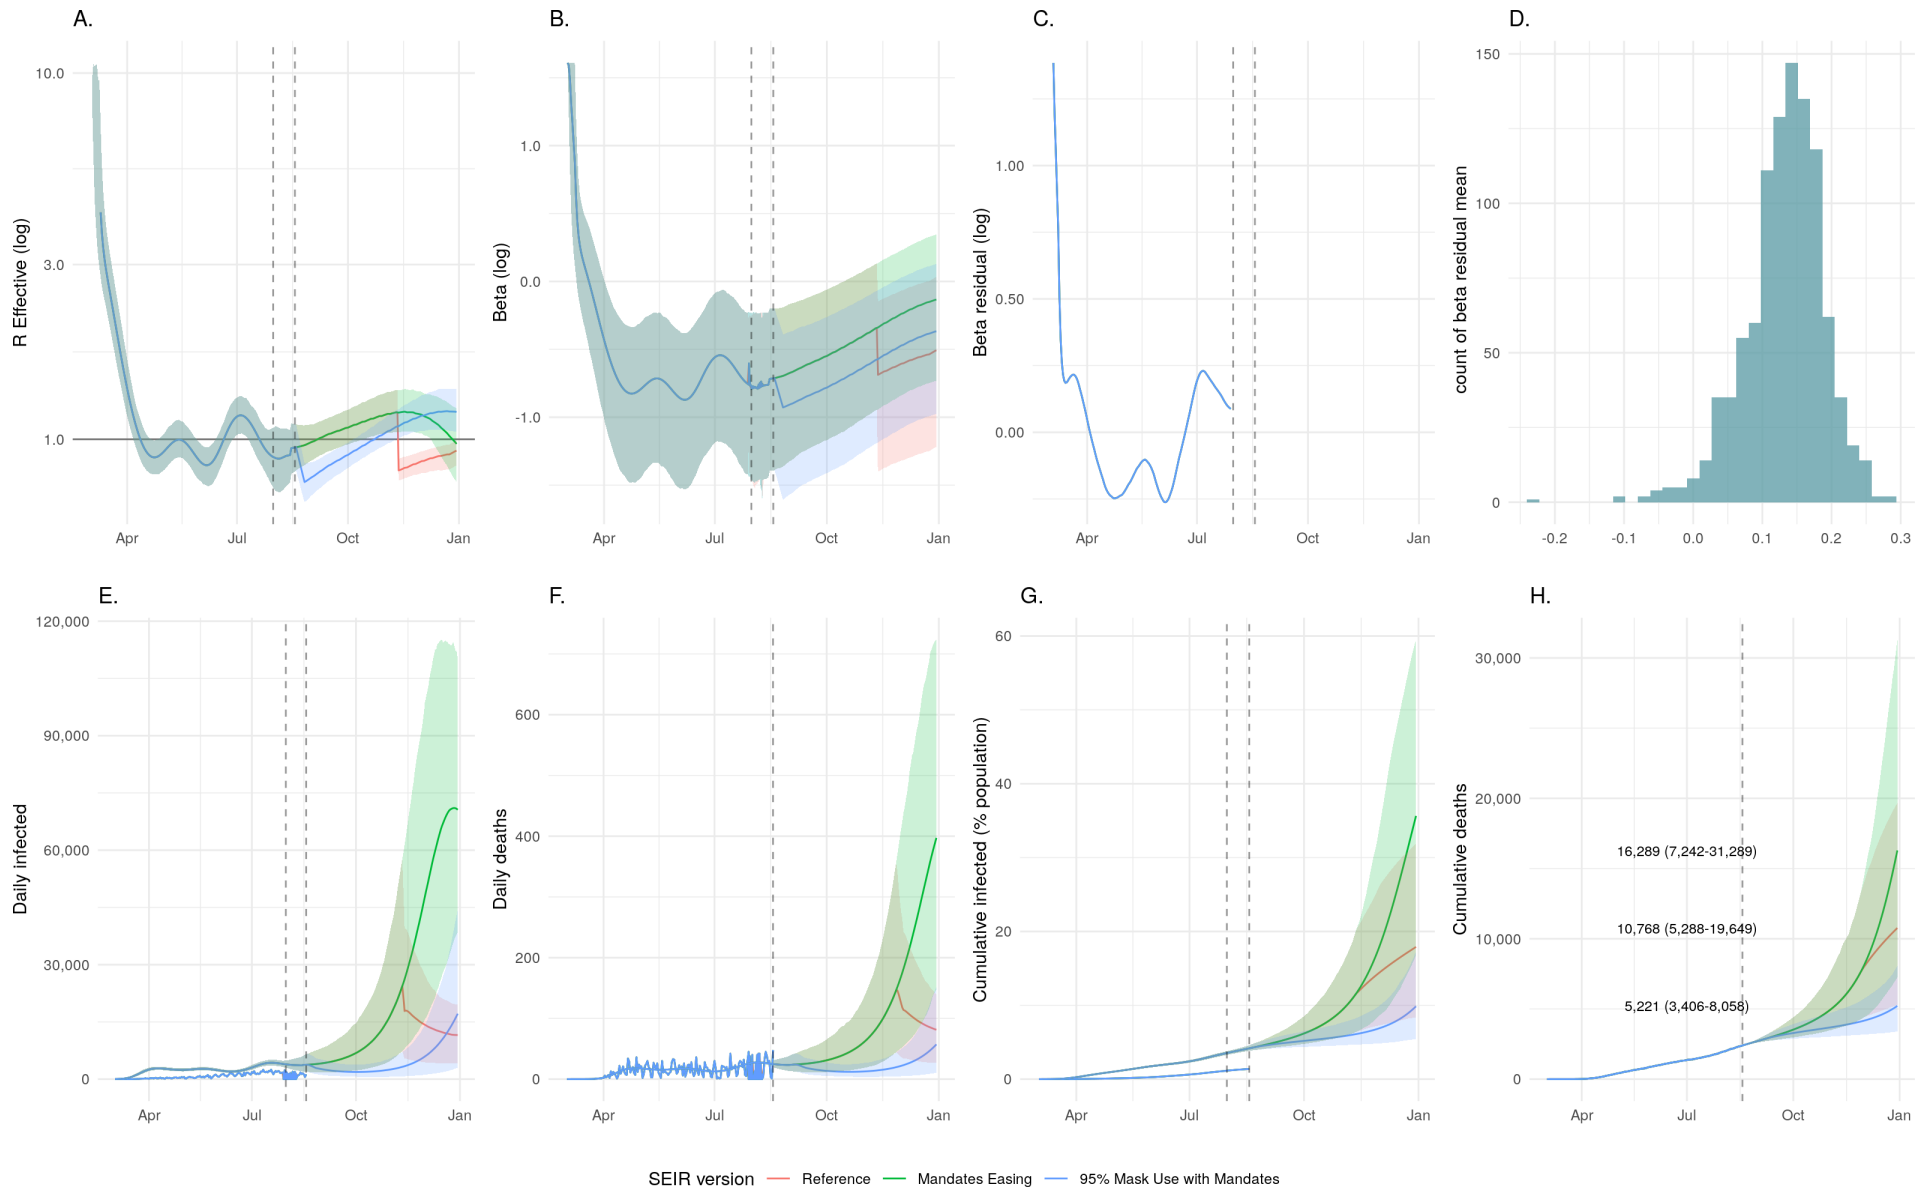 A.
R Effective (log)
10.0
3.0
1.0
Apr Jul Oct Jan
B.
Beta (log)
1.0
0.0
-1.0
Apr Jul Oct Jan
C.
Beta residual (log)
1.00
0.50
0.00
Apr Jul Oct Jan
D.
count of beta residual mean
150
100
50
0
-0.2 -0.1 0.0 0.1 0.2 0.3
E.
Daily infected
120,000
90,000
60,000
30,000
0
Apr Jul Oct Jan
F.
Daily deaths
600
400
200
0
Apr Jul Oct Jan
G.
Cumulative infected (% population)
60
40
20
0
Apr Jul Oct Jan
H.
Cumulative deaths
30,000
20,000
10,000
0
16,289 (7,242-31,289)
10,768 (5,288-19,649)
5,221 (3,406-8,058)
Apr Jul Oct Jan
SEIR version Reference Mandates Easing 95% Mask Use with Mandates